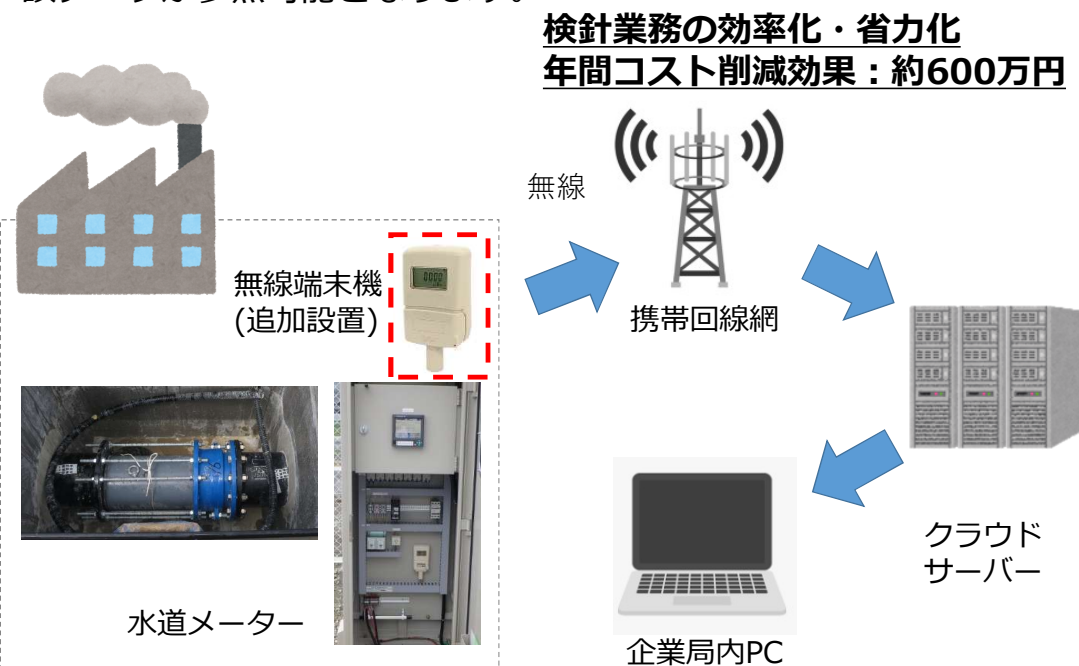 検針業務の効率化・省力化
年間コスト削減効果：約600万円
無線
無線端末機
(追加設置)
携帯回線網
水道メーター
クラウド
サーバー
企業局内PC